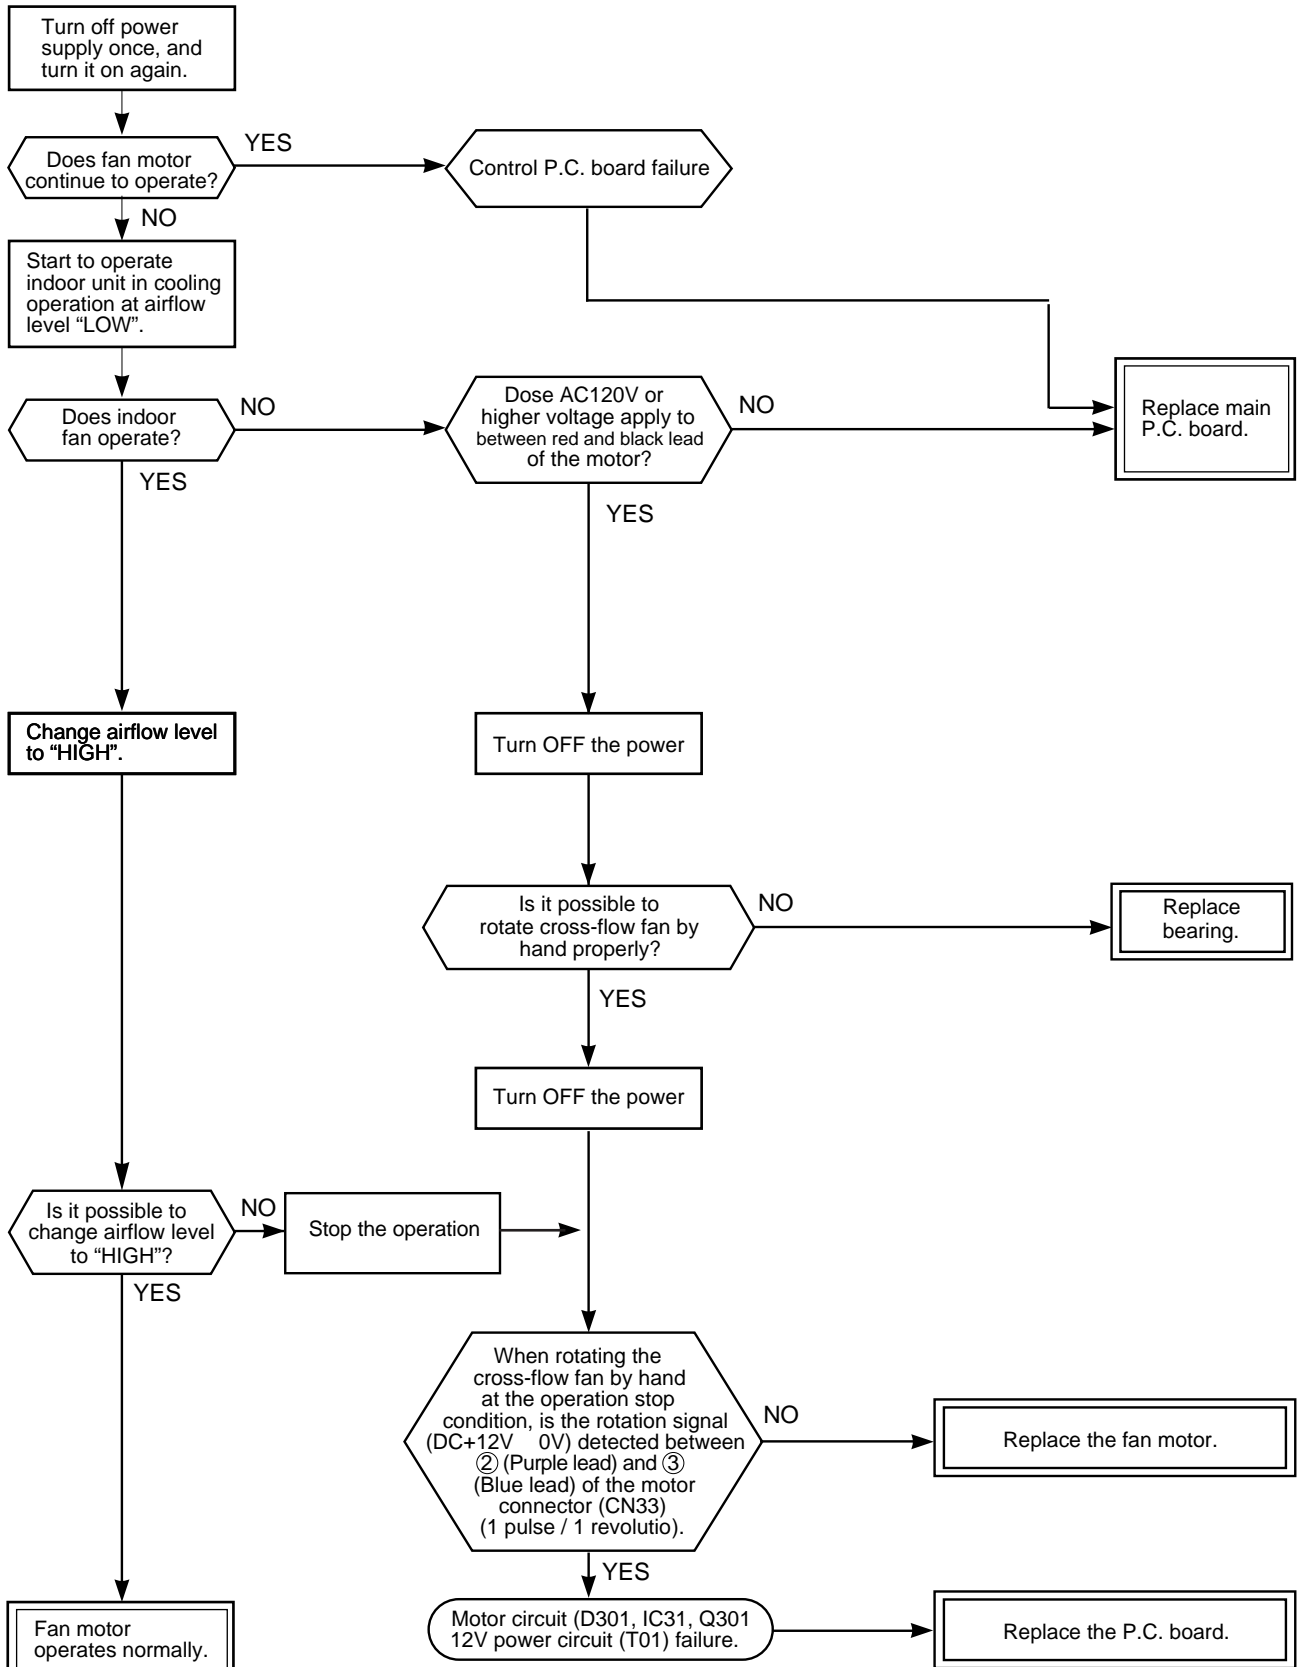 Turn off power
supply once, and
turn it on again.
Does fan motor
continue to operate?
YES
Control P.C. board failure
NO
Start to operate
indoor unit in cooling
operation at airflow
level “LOW”.
Does indoor
fan operate?
NO
Dose AC120V or
higher voltage apply to
between red and black lead
of the motor?
NO
Replace main
P.C. board.
YES
YES
Change airflow level
to “HIGH”.
Turn OFF the power
Is it possible to
rotate cross-flow fan by
hand properly?
NO
Replace
bearing.
YES
Turn OFF the power
Is it possible to
change airflow level
to “HIGH”?
NO
Stop the operation
YES
When rotating the
cross-flow fan by hand
at the operation stop
condition, is the rotation signal
(DC+12V 0V) detected between
② (Purple lead) and ③
(Blue lead) of the motor
connector (CN33)
(1 pulse / 1 revolutio).
NO
Replace the fan motor.
YES
Fan motor
operates normally.
Motor circuit (D301, IC31, Q301
12V power circuit (T01) failure.
Replace the P.C. board.